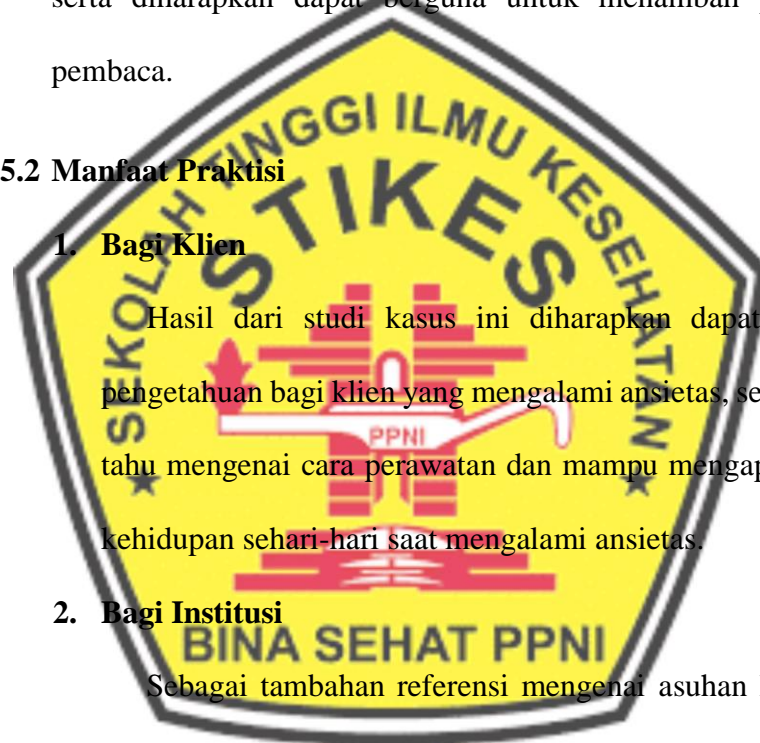 serta diharapkan dapat berguna untuk menambah
pembaca.
5.2 Manfaat Praktisi
1. Bagi Klien
Hasil dari studi kasus ini diharapkan dapat
pengetahuan bagi klien yang mengalami ansietas, se
tahu mengenai cara perawatan dan mampu mengap
kehidupan sehari-hari saat mengalami ansietas.
2. Bagi Institusi
Sebagai tambahan referensi mengenai asuhan
SEKOLAH TINGGI ILMU KESEHATAN
STIKES
PPNI
BINA SEHAT PPNI